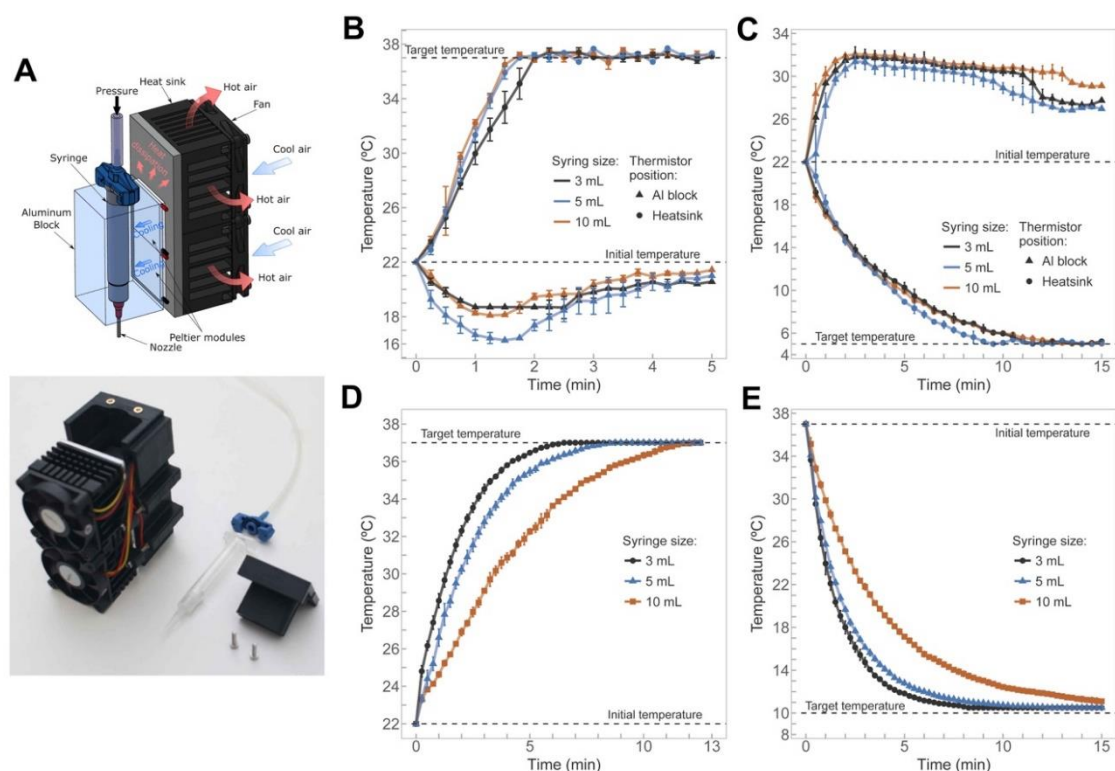 A
Pressure
Heat sink
Hot air
Fan
Syringe
Heat
dissipation
Cool air
Aluminum
Block
Cooling
Hot air
Cool air
Cooling
Hot air
Peltier modules
Nozzle
B
Temperature (ºC)
38
34
30
26
22
18
16
Target temperature
Syring size:
3 mL
5 mL
10 mL
Thermistor
position:
Al block
Heatsink
Initial temperature
0
1
2
3
4
5
Time (min)
C
Temperature (ºC)
34
32
28
24
22
20
16
12
8
6
4
Initial temperature
Syring size:
3 mL
5 mL
10 mL
Thermistor
position:
Al block
Heatsink
Target temperature
0
5
10
15
Time (min)
D
Temperature (ºC)
38
36
34
32
30
28
26
24
22
Target temperature
Syringe size:
3 mL
5 mL
10 mL
Initial temperature
0
5
10
13
Time (min)
E
Temperature (ºC)
38
34
30
26
22
18
14
10
8
Initial temperature
Syringe size:
3 mL
5 mL
10 mL
Target temperature
0
5
10
15
Time (min)